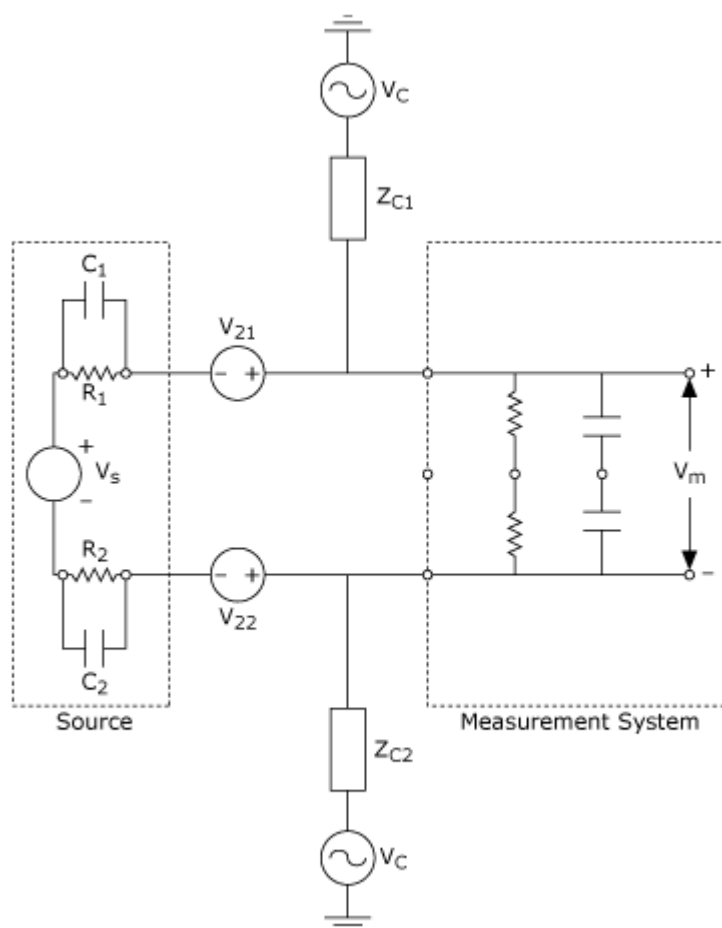 V_C
Z_C1
C_1
V_21
R_1
+
-
- +
V_s
V_m
R_2
-
- +
V_22
C_2
Source
Measurement System
Z_C2
V_C